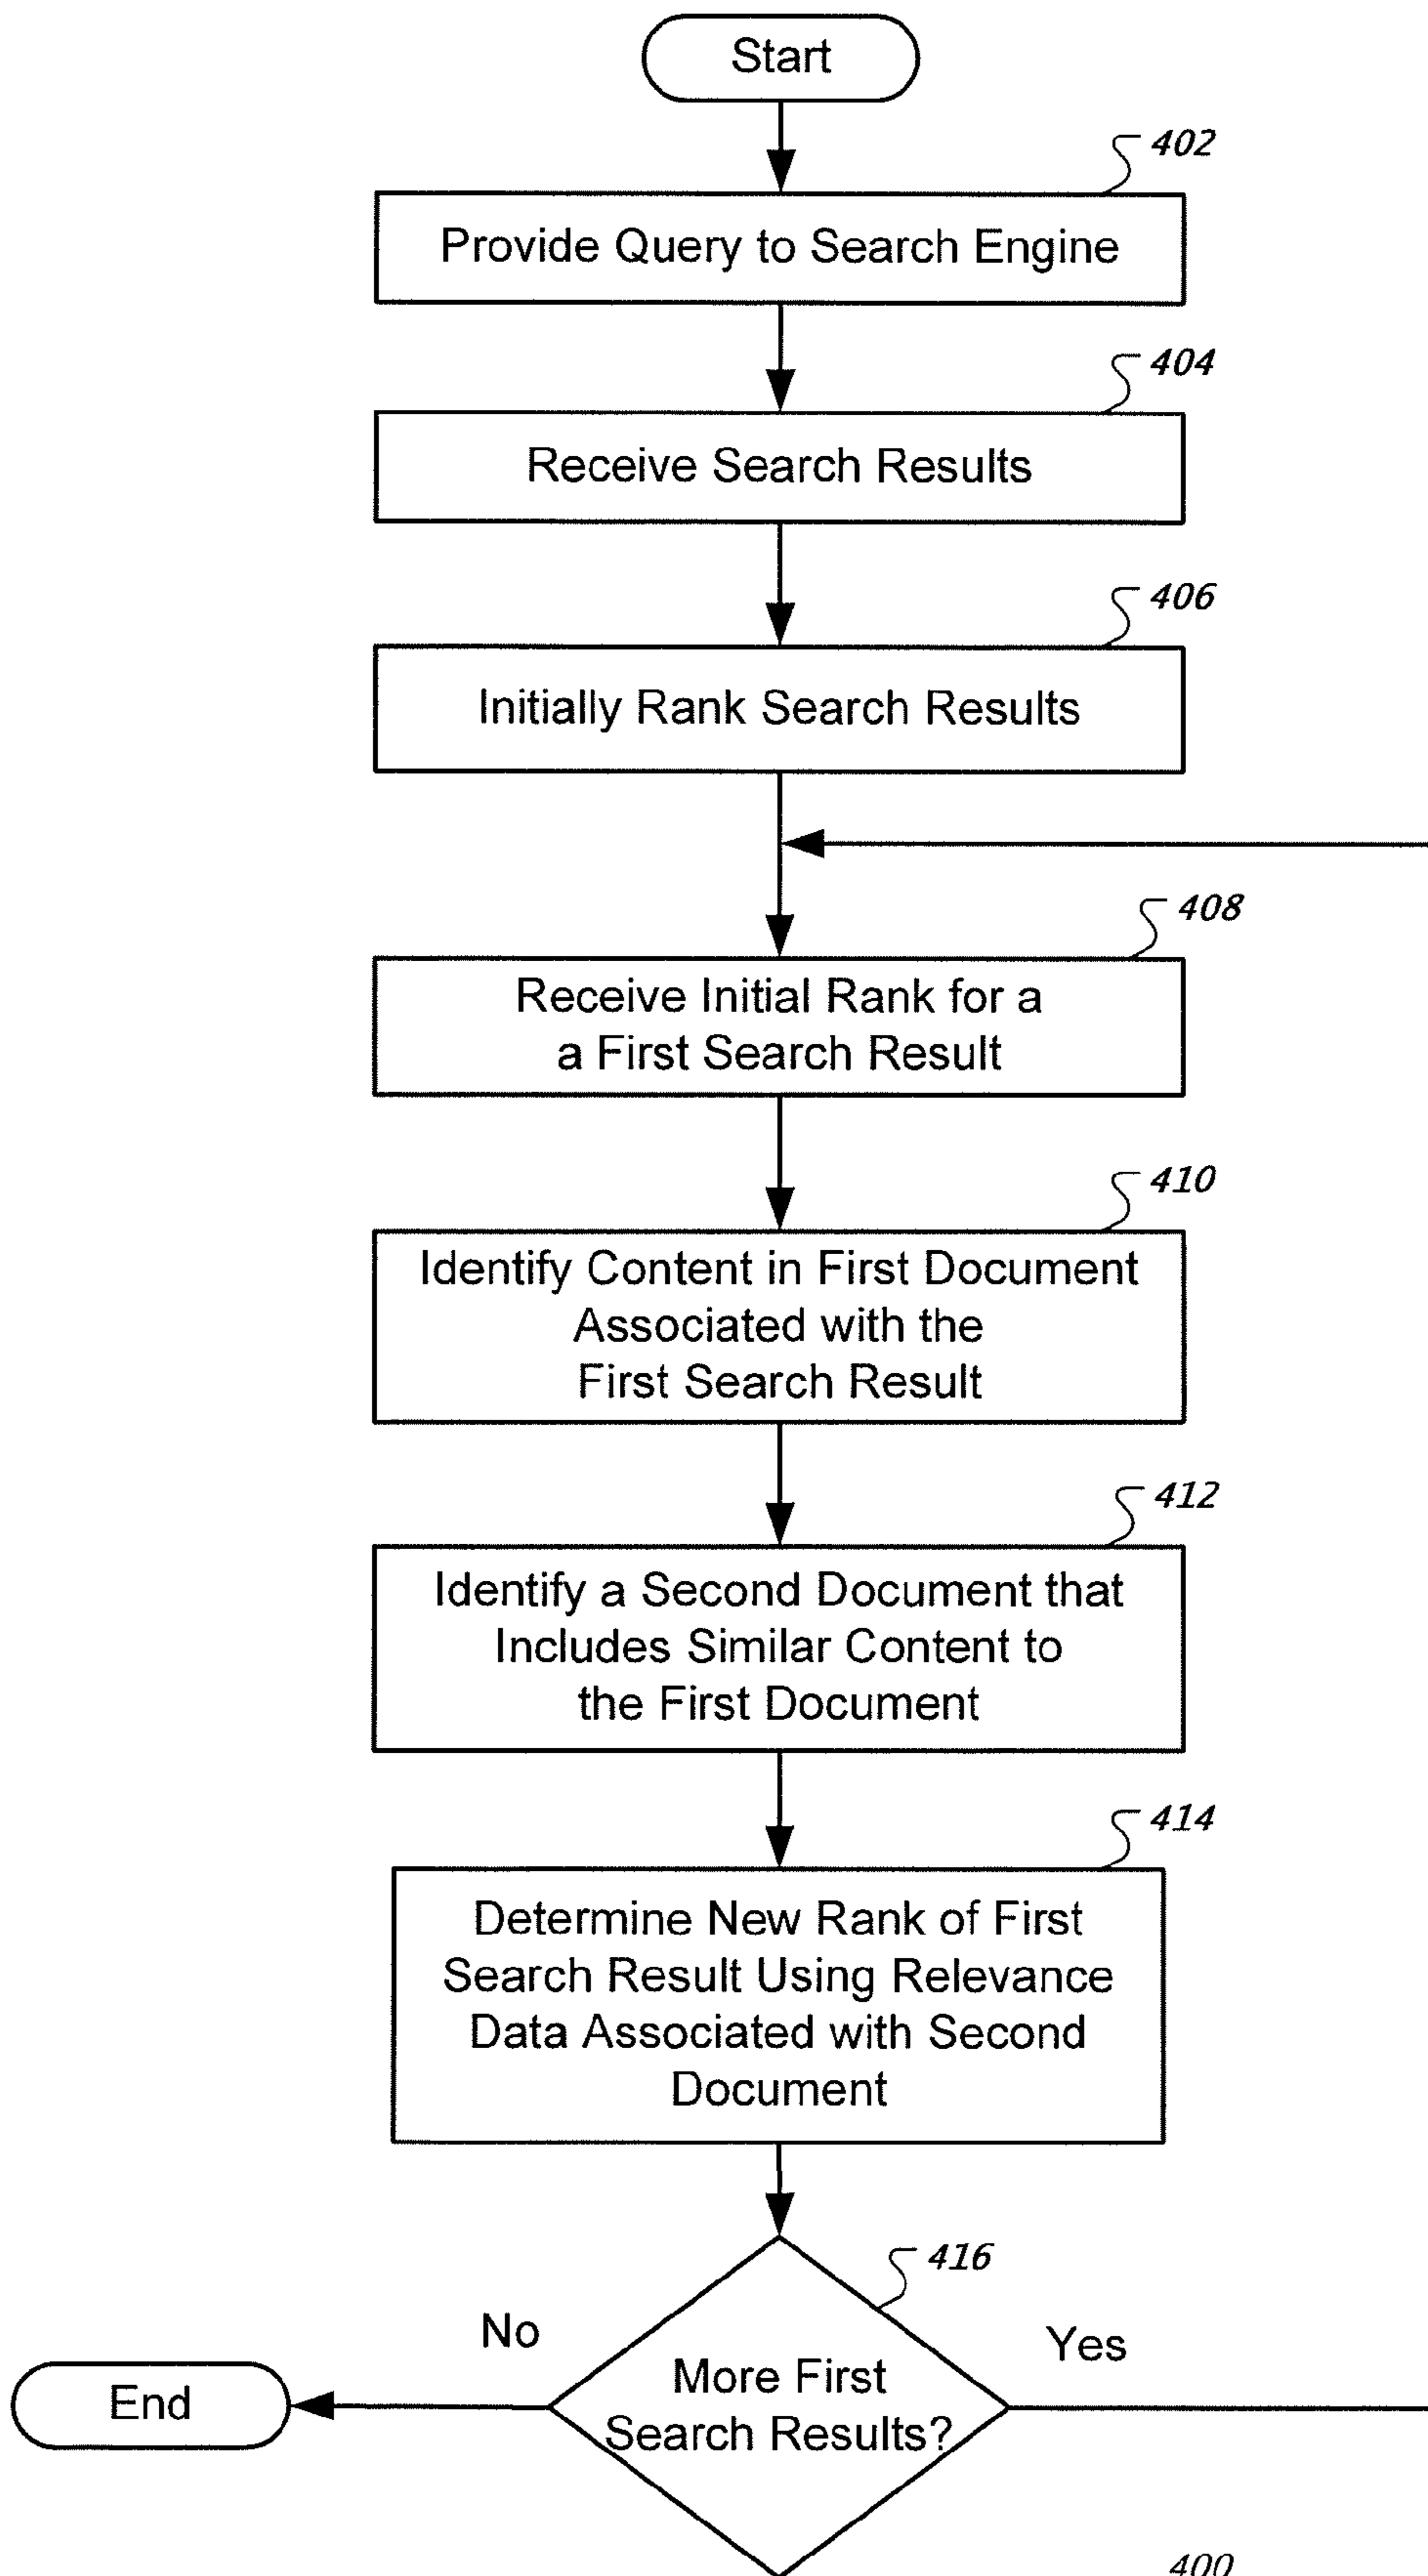 Start
402
Provide Query to Search Engine
404
Receive Search Results
406
Initially Rank Search Results
408
Receive Initial Rank for a
a First Search Result
410
Identify Content in First Document
Associated with the
First Search Result
412
Identify a Second Document that
Includes Similar Content to
the First Document
414
Determine New Rank of First
Search Result Using Relevance
Data Associated with Second
Document
416
No
Yes
End
More First
Search Results?
400